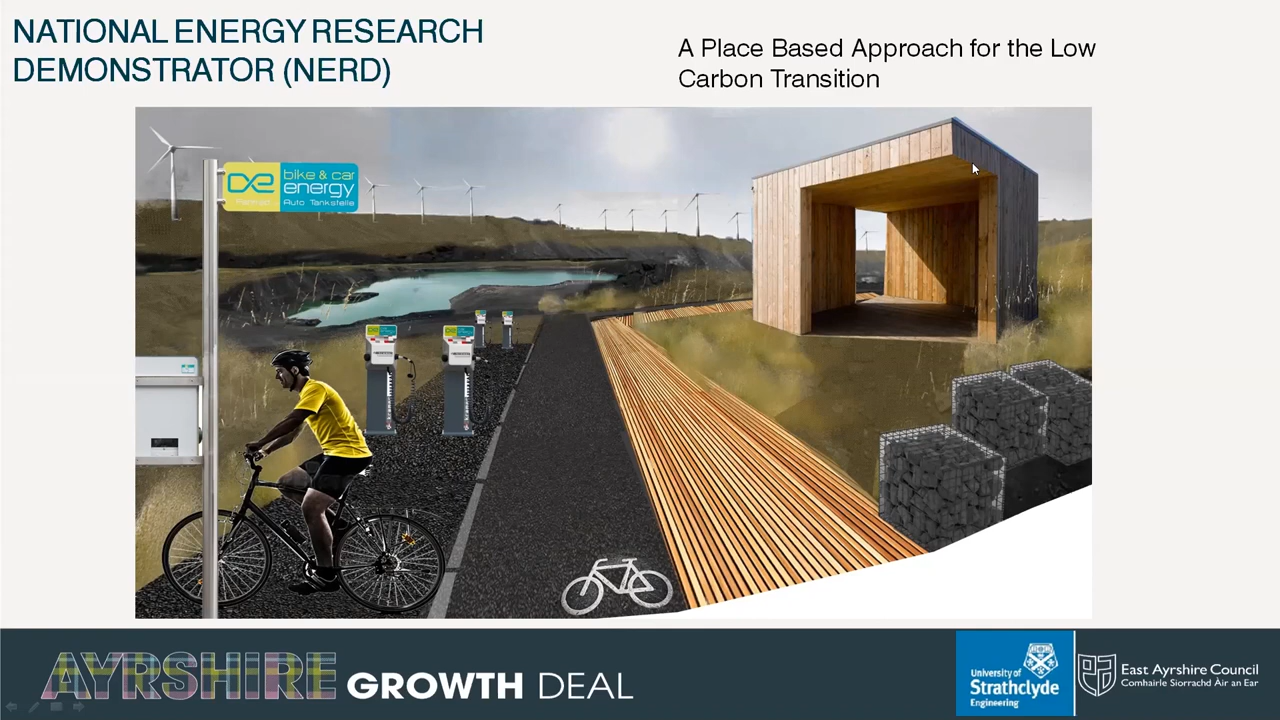 NATIONAL ENERGY RESEARCH
DEMONSTRATOR (NERD)
A Place Based Approach for the Low
Carbon Transition
bike & car
energy
Fahrrad
Auto Tankstelle
AYRSHIRE GROWTH DEAL
University of
Strathclyde
Engineering
East Ayrshire Council
Comhairle Siorrachd Àir an Ear